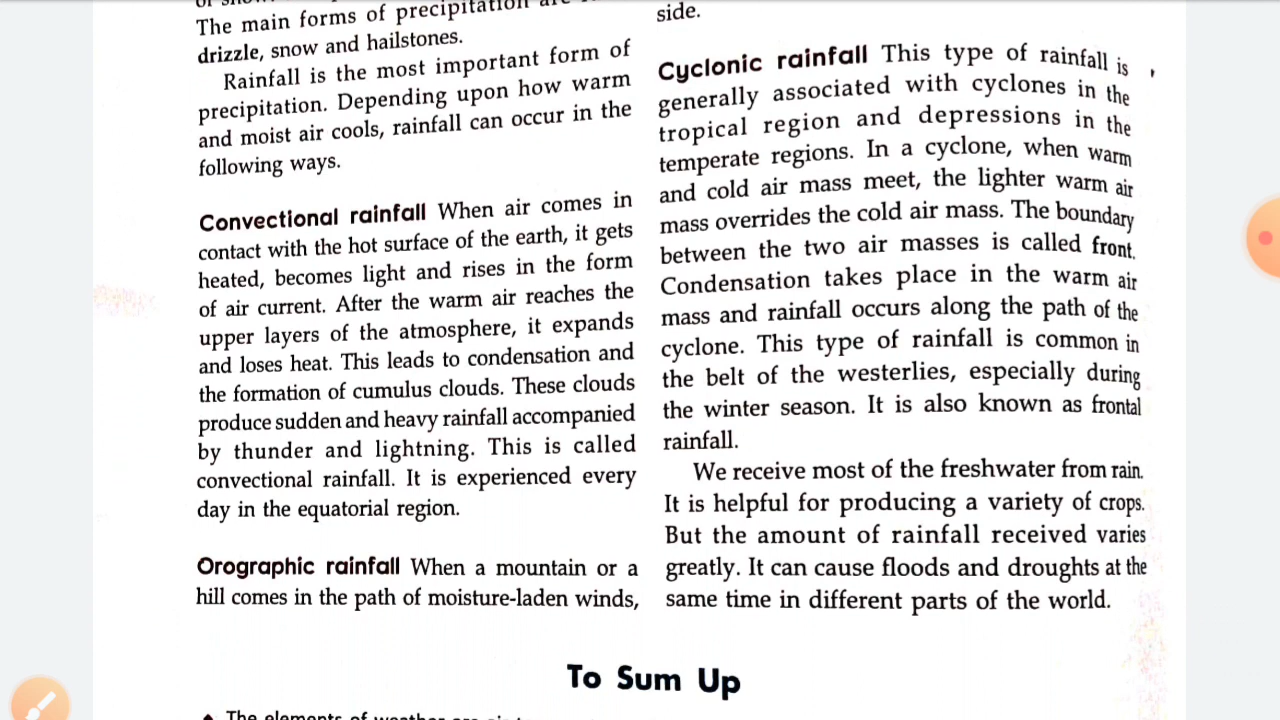 The main forms of precipitation are
drizzle, snow and hailstones.
Rainfall is the most important form of
precipitation. Depending upon how warm
and moist air cools, rainfall can occur in the
following ways.
Convectional rainfall When air comes in
contact with the hot surface of the earth, it gets
heated, becomes light and rises in the form
of air current. After the warm air reaches the
upper layers of the atmosphere, it expands
and loses heat. This leads to condensation and
the formation of cumulus clouds. These clouds
produce sudden and heavy rainfall accompanied
by thunder and lightning. This is called
convectional rainfall. It is experienced every
day in the equatorial region.
Orographic rainfall When a mountain or a
hill comes in the path of moisture-laden winds,
side.
Cyclonic rainfall This type of rainfall is
generally associated with cyclones in the
tropical region and depressions in the
temperate regions. In a cyclone, when warm
and cold air mass meet, the lighter warm air
mass overrides the cold air mass. The boundary
between the two air masses is called front.
Condensation takes place in the warm air
mass and rainfall occurs along the path of the
cyclone. This type of rainfall is common in
the belt of the westerlies, especially during
the winter season. It is also known as frontal
rainfall.
We receive most of the freshwater from rain.
It is helpful for producing a variety of crops.
But the amount of rainfall received varies
greatly. It can cause floods and droughts at the
same time in different parts of the world.
To Sum Up
The elements of weather are